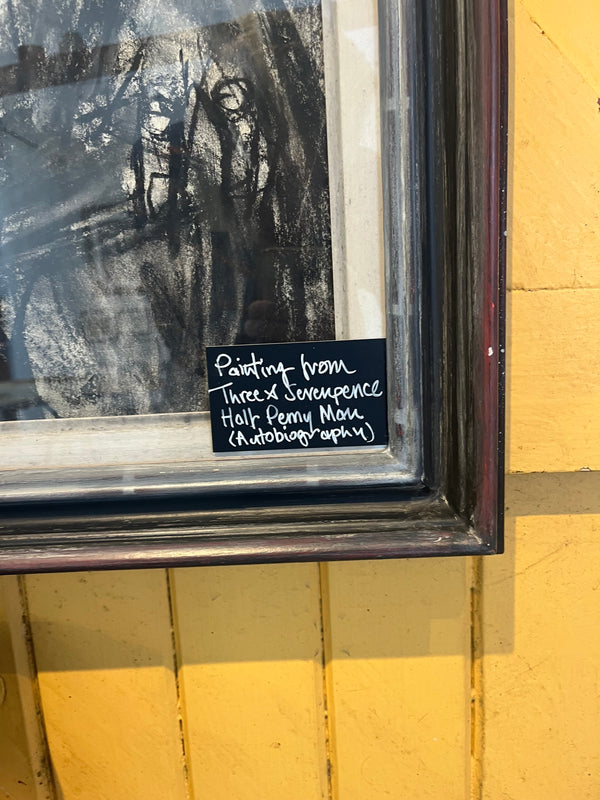 Painting from
Three & Sevenpence
Half Penny Man
(Autobiography)